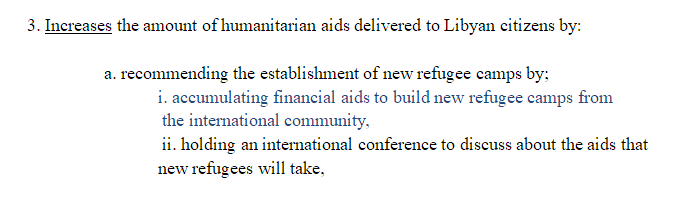 3. Increases the amount of humanitarian aids delivered to Libyan citizens by:
a. recommending the establishment of new refugee camps by;
i. accumulating financial aids to build new refugee camps from
the international community,
ii. holding an international conference to discuss about the aids that
new refugees will take,